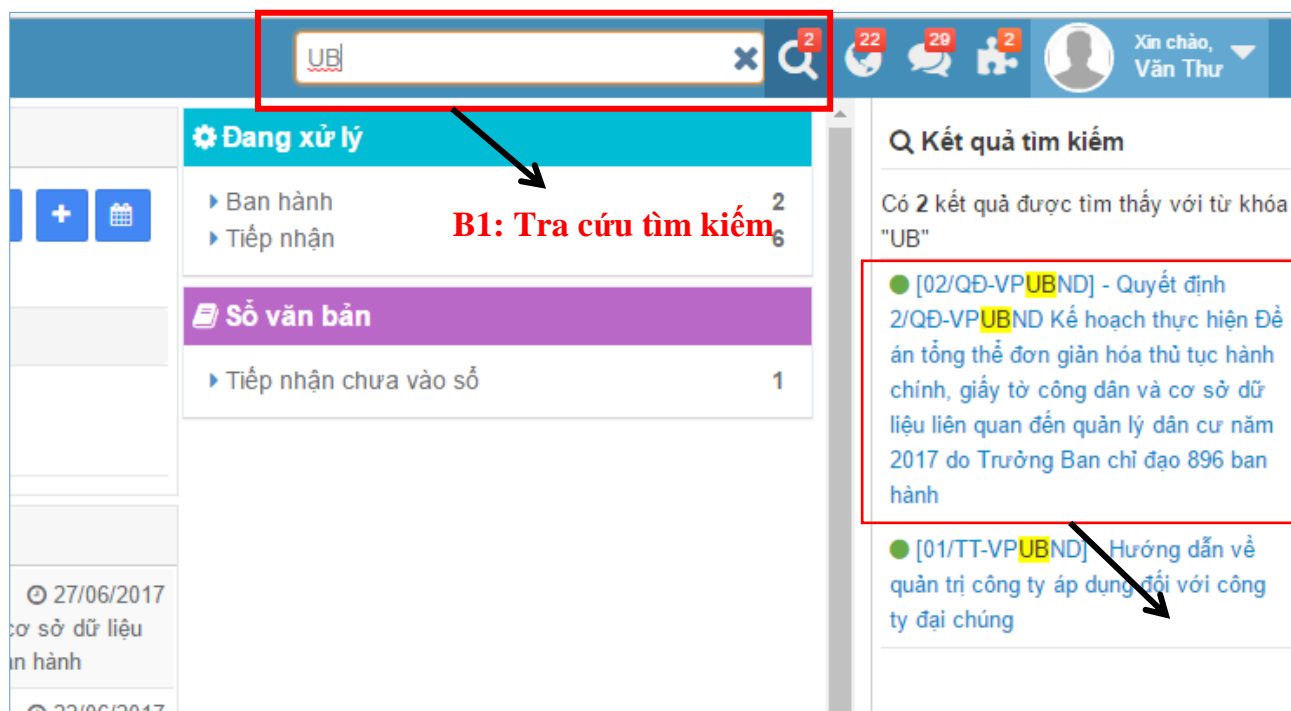 UB
2
22
29
2
Xin chào,
Văn Thư
Đang xử lý
Ban hành 2
Tiếp nhận 6
B1: Tra cứu tìm kiếm
Sổ văn bản
Tiếp nhận chưa vào sổ 1
27/06/2017
cơ sở dữ liệu
an hành
Kết quả tìm kiếm
Có 2 kết quả được tìm thấy với từ khóa
"UB"
[02/QĐ-VPUBND] - Quyết định
2/QĐ-VPUBND Kế hoạch thực hiện Đề
án tổng thể đơn giản hóa thủ tục hành
chính, giấy tờ công dân và cơ sở dữ
liệu liên quan đến quản lý dân cư năm
2017 do Trưởng Ban chỉ đạo 896 ban
hành
[01/TT-VPUBND] - Hướng dẫn về
quản trị công ty áp dụng đối với công
ty đại chúng